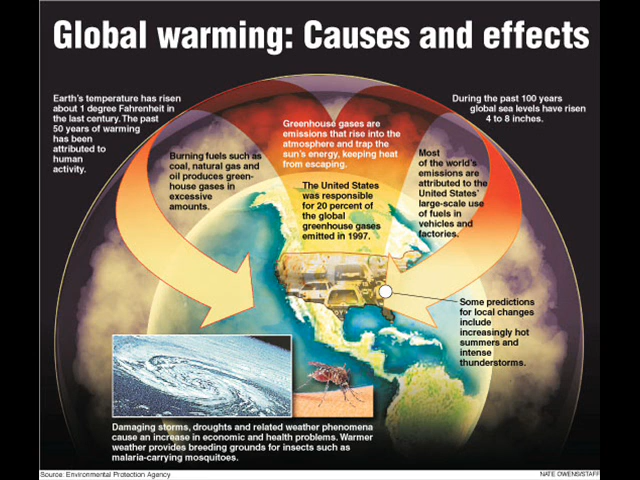 Global warming: Causes and effects
Earth's temperature has risen
about 1 degree Fahrenheit in
the last century. The past
50 years of warming
has been
attributed to
human
activity.
During the past 100 years
global sea levels have risen
4 to 8 inches.
Greenhouse gases are
emissions that rise into the
atmosphere and trap the
sun's energy, keeping heat
from escaping.
Burning fuels such as
coal, natural gas and
oil produces green-
house gases in
excessive
amounts.
Most
of the world's
emissions are
attributed to the
United States'
large-scale use
of fuels in
vehicles and
factories.
The United States
was responsible
for 20 percent of
the global
greenhouse gases
emitted in 1997.
Some predictions
for local changes
include
increasingly hot
summers and
intense
thunderstorms.
Damaging storms, droughts and related weather phenomena
cause an increase in economic and health problems. Warmer
weather provides breeding grounds for insects such as
malaria-carrying mosquitoes.
Source: Environmental Protection Agency
NATE OWENS/STAFF